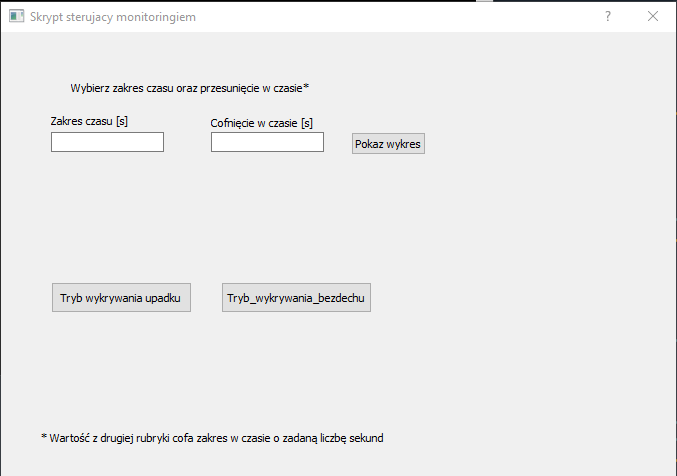 Skrypt sterujacy monitoringiem
Wybierz zakres czasu oraz przesunięcie w czasie*
Zakres czasu [s]
Cofnięcie w czasie [s]
Pokaz wykres
Tryb wykrywania upadku
Tryb_wykrywania_bezdechu
* Wartość z drugiej rubryki cofa zakres w czasie o zadaną liczbę sekund